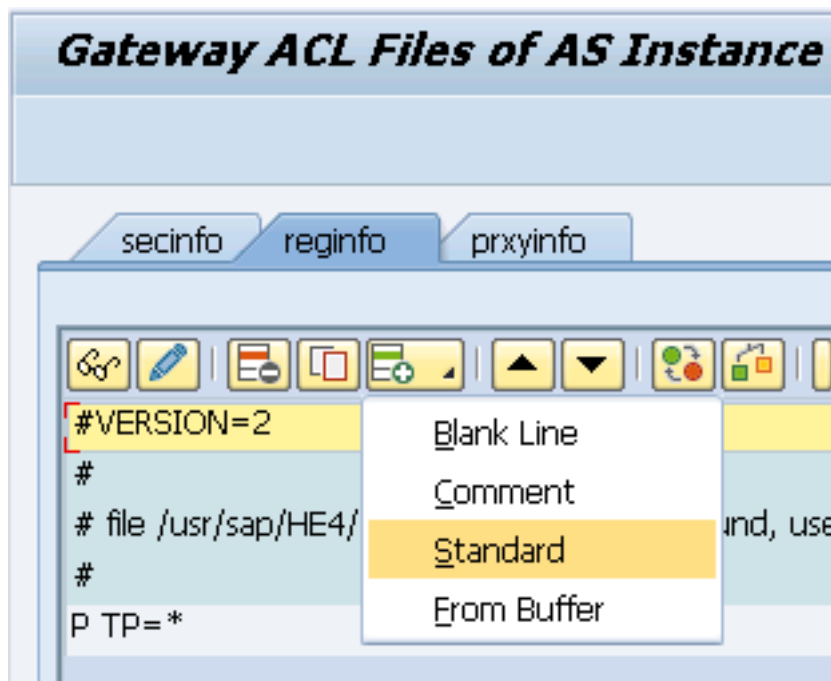 Gateway ACL Files of AS Instance
secinfo reginfo prxyinfo
#VERSION=2
#
# file /usr/sap/HE4/
#
P TP=*
Blank Line
Comment
Standard
From Buffer
und, use